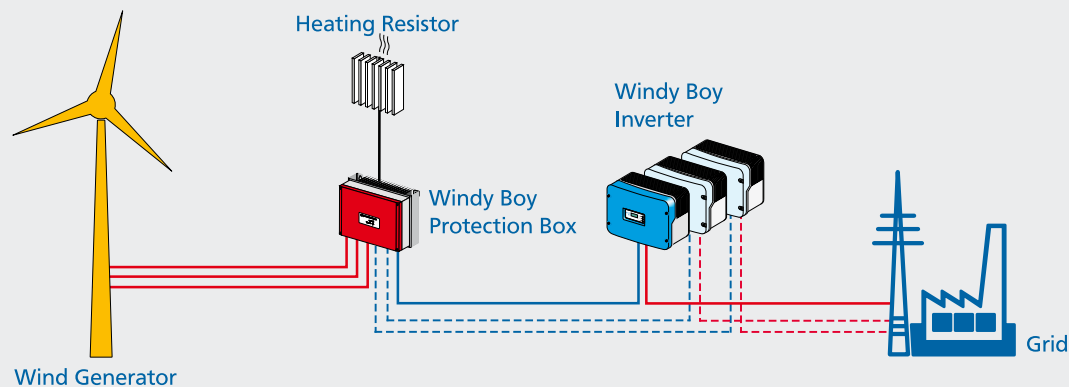 Heating Resistor
Windy Boy
Inverter
Windy Boy
Protection Box
Grid
Wind Generator